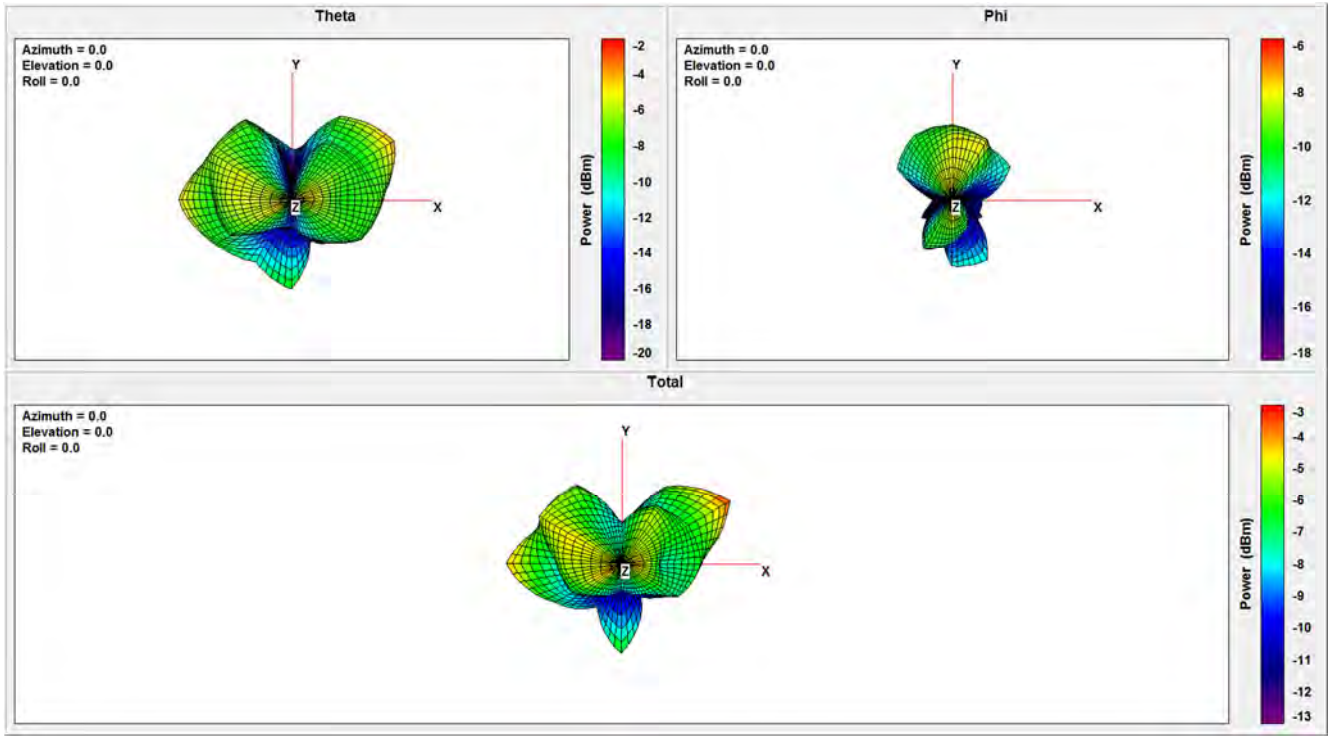 Theta
Azimuth = 0.0
Elevation = 0.0
Roll = 0.0
Y
X
Z
Power (dBm)
-2
-4
-6
-8
-10
-12
-14
-16
-18
-20
Phi
Azimuth = 0.0
Elevation = 0.0
Roll = 0.0
Y
X
Z
Power (dBm)
-6
-8
-10
-12
-14
-16
-18
Total
Azimuth = 0.0
Elevation = 0.0
Roll = 0.0
Y
X
Z
Power (dBm)
-3
-4
-5
-6
-7
-8
-9
-10
-11
-12
-13